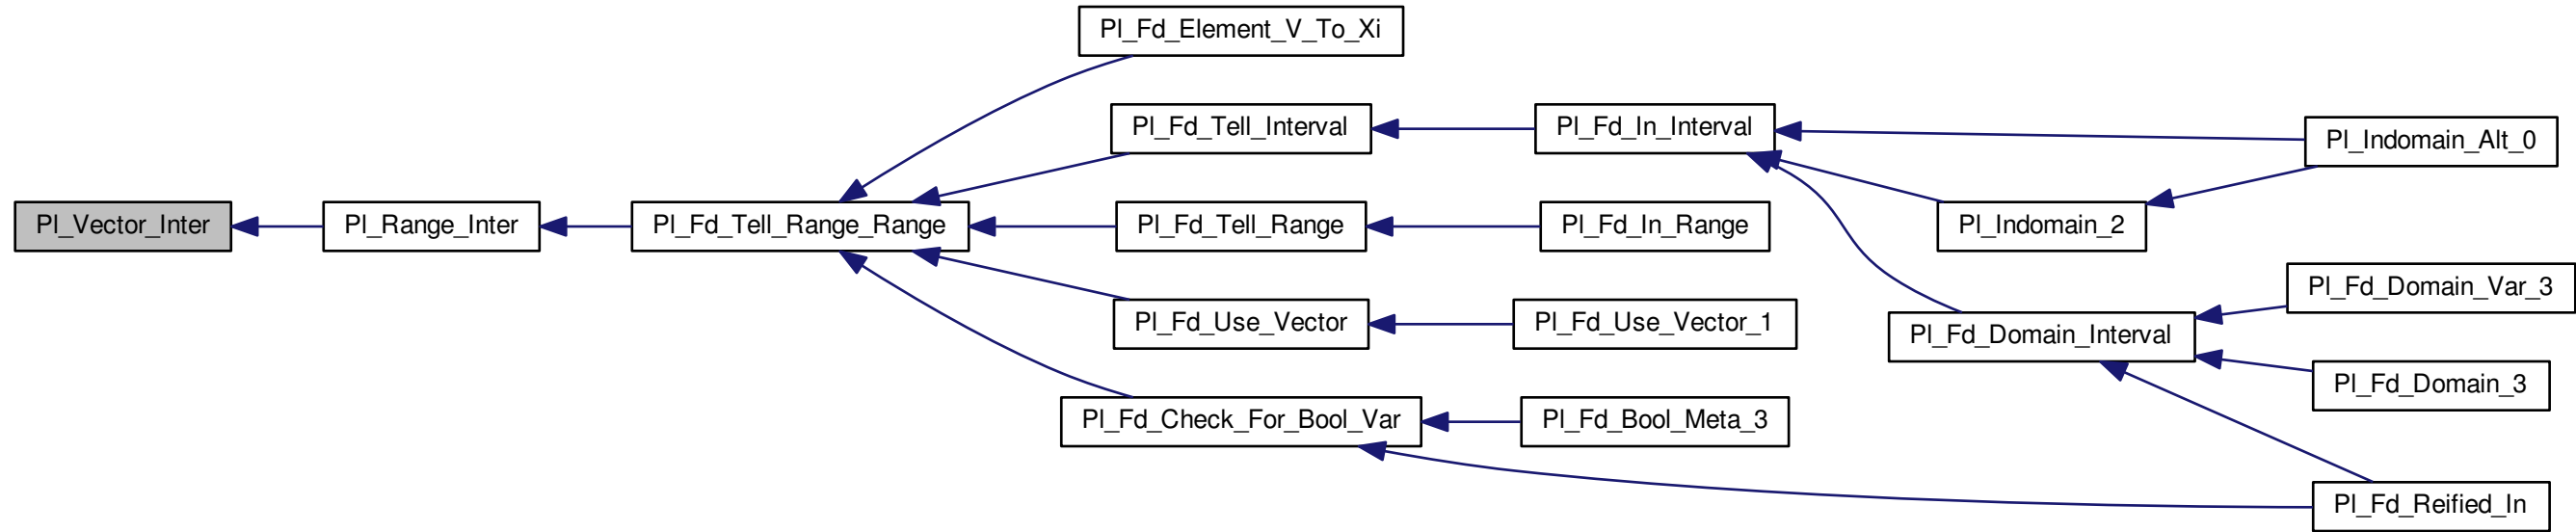 Pl_Fd_Element_V_To_Xi
Pl_Fd_Tell_Interval
Pl_Fd_In_Interval
Pl_Indomain_Alt_0
Pl_Vector_Inter
Pl_Range_Inter
Pl_Fd_Tell_Range_Range
Pl_Fd_Tell_Range
Pl_Fd_In_Range
Pl_Indomain_2
Pl_Fd_Domain_Var_3
Pl_Fd_Use_Vector
Pl_Fd_Use_Vector_1
Pl_Fd_Domain_Interval
Pl_Fd_Domain_3
Pl_Fd_Check_For_Bool_Var
Pl_Fd_Bool_Meta_3
Pl_Fd_Reified_In